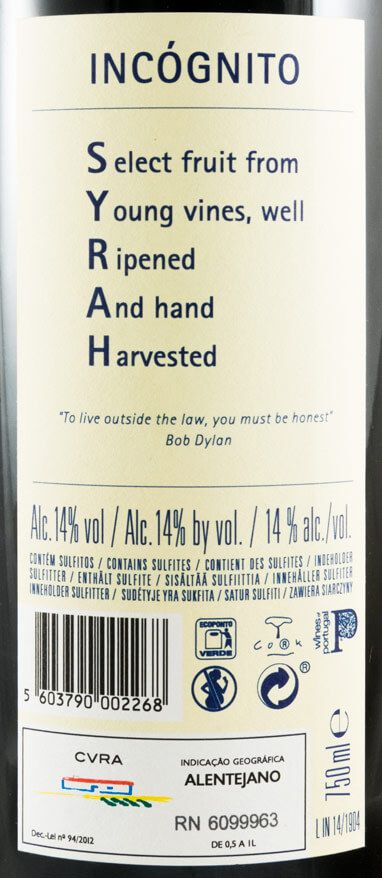 INCÓGNITO
Select fruit from
Young vines, well
Ripened
And hand
Harvested
"To live outside the law, you must be honest"
Bob Dylan
Alc.14% vol / Alc.14% by vol. / 14 % alc./vol.
CONTÉM SULFITOS / CONTAINS SULFITES / CONTIENT DES SULFITES / INDEHOLDER
SULFITTER / ENTHÄLT SULFITE / SISÄLTÄÄ SULFIITTIA / INNEHÅLLER SULFITER
INNEHOLDER SULFITTER / SUDĖTYJE YRA SUKFITA / SATUR SULFITI / ZAWIERA SIARCZYNY
ECOPONTO
VERDE
CORK
wines of
portugal
5 603790 002268
750ml e
L IN 14/1904
CVRA
Dec.-Lei nº 94/2012
INDICAÇÃO GEOGRÁFICA
ALENTEJANO
RN 6099963
DE 0,5 A 1L